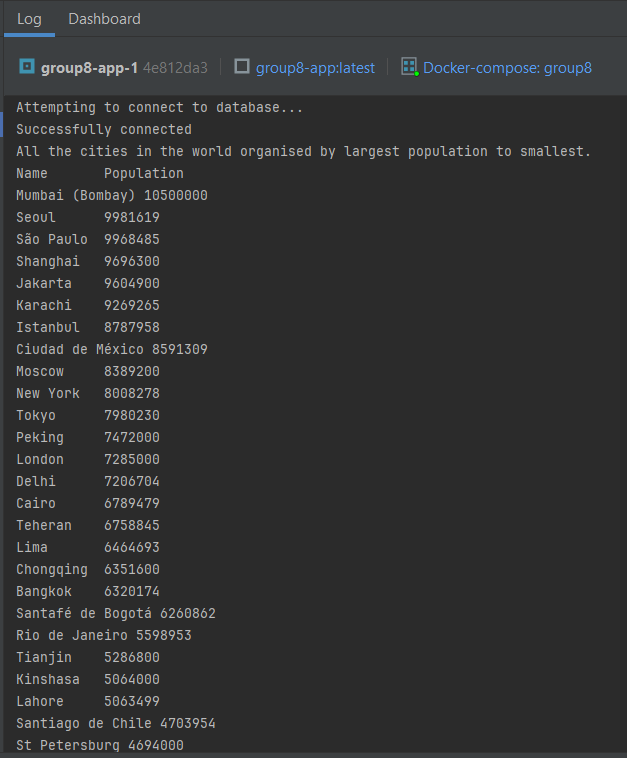 Log Dashboard
group8-app-1 4e812da3 group8-app:latest Docker-compose: group8
Attempting to connect to database...
Successfully connected
All the cities in the world organised by largest population to smallest.
Name Population
Mumbai (Bombay) 10500000
Seoul 9981619
São Paulo 9968485
Shanghai 9696300
Jakarta 9604900
Karachi 9269265
Istanbul 8787958
Ciudad de México 8591309
Moscow 8389200
New York 8008278
Tokyo 7980230
Peking 7472000
London 7285000
Delhi 7206704
Cairo 6789479
Teheran 6758845
Lima 6464693
Chongqing 6351600
Bangkok 6320174
Santafé de Bogotá 6260862
Rio de Janeiro 5598953
Tianjin 5286800
Kinshasa 5064000
Lahore 5063499
Santiago de Chile 4703954
St Petersburg 4694000